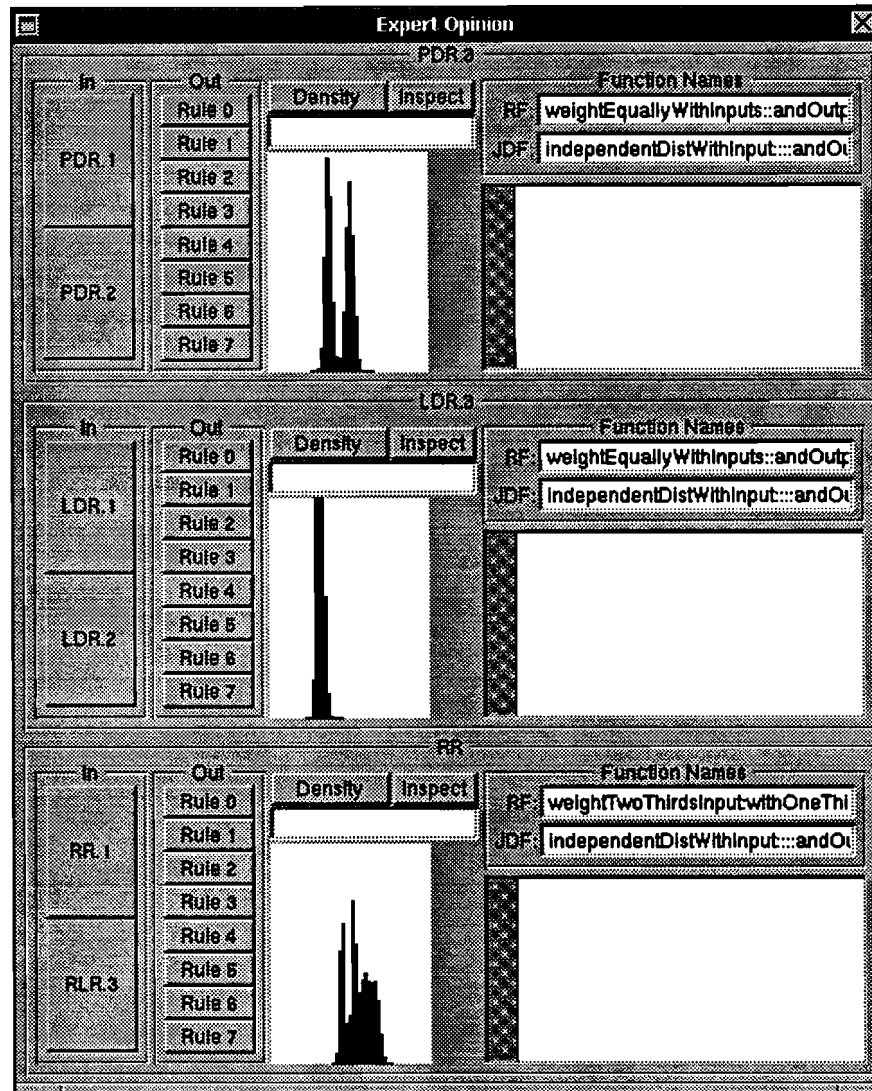 Expert Opinion
PDR.3
In
Out
Function Names
PDR.1
PDR.2
Rule 0
Rule 1
Rule 2
Rule 3
Rule 4
Rule 5
Rule 6
Rule 7
Density
Inspect
RF: weightEquallyWithInputs::andOutp
JDF: independentDistWithInput::::andOu
LDR.3
In
Out
Function Names
LDR.1
LDR.2
Rule 0
Rule 1
Rule 2
Rule 3
Rule 4
Rule 5
Rule 6
Rule 7
Density
Inspect
RF: weightEquallyWithInputs::andOutp
JDF: independentDistWithInput::::andOu
RR
In
Out
Function Names
RR.1
RLR.3
Rule 0
Rule 1
Rule 2
Rule 3
Rule 4
Rule 5
Rule 6
Rule 7
Density
Inspect
RF: weightTwoThirdsInput:withOneThi
JDF: independentDistWithInput::::andOu